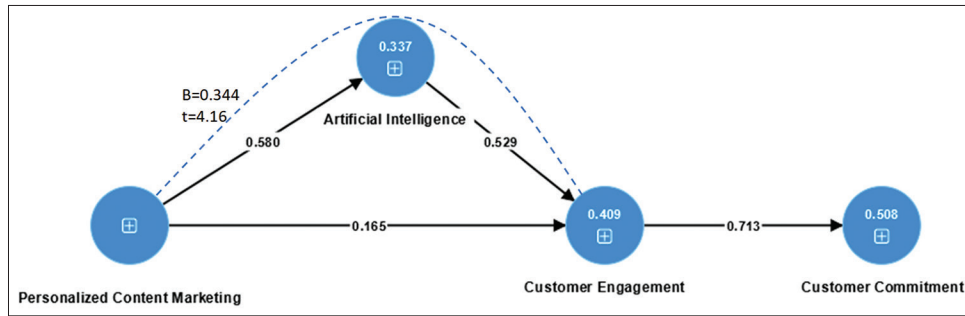 0.337
B=0.344
t=4.16
Artificial Intelligence
0.580
0.529
0.409
0.508
0.165
0.713
Personalized Content Marketing
Customer Engagement
Customer Commitment